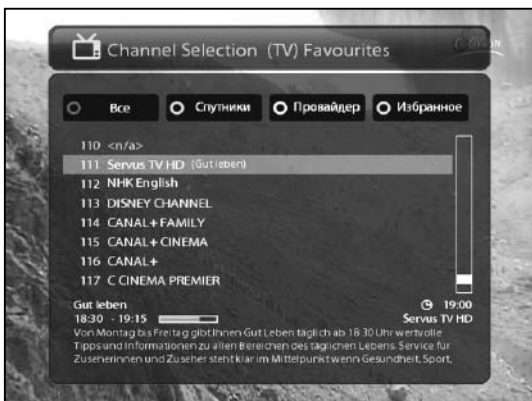 Channel Selection (TV) Favourites
Все Спутники Провайдер Избранное
110 <n/a>
111 Servus TV HD (Gut leben)
112 NHK English
113 DISNEY CHANNEL
114 CANAL+ FAMILY
115 CANAL+ CINEMA
116 CANAL+
117 C CINEMA PREMIER
Gut leben 19:00
18:30 - 19:15 Servus TV HD
Von Montag bis Freitag gibt Ihnen Gut Leben täglich ab 18.30 Uhr wertvolle
Tipps und Informationen zu allen Bereichen des täglichen Lebens. Service für
Zuseherinnen und Zuseher steht klar im Mittelpunkt wenn Gesundheit, Sport,